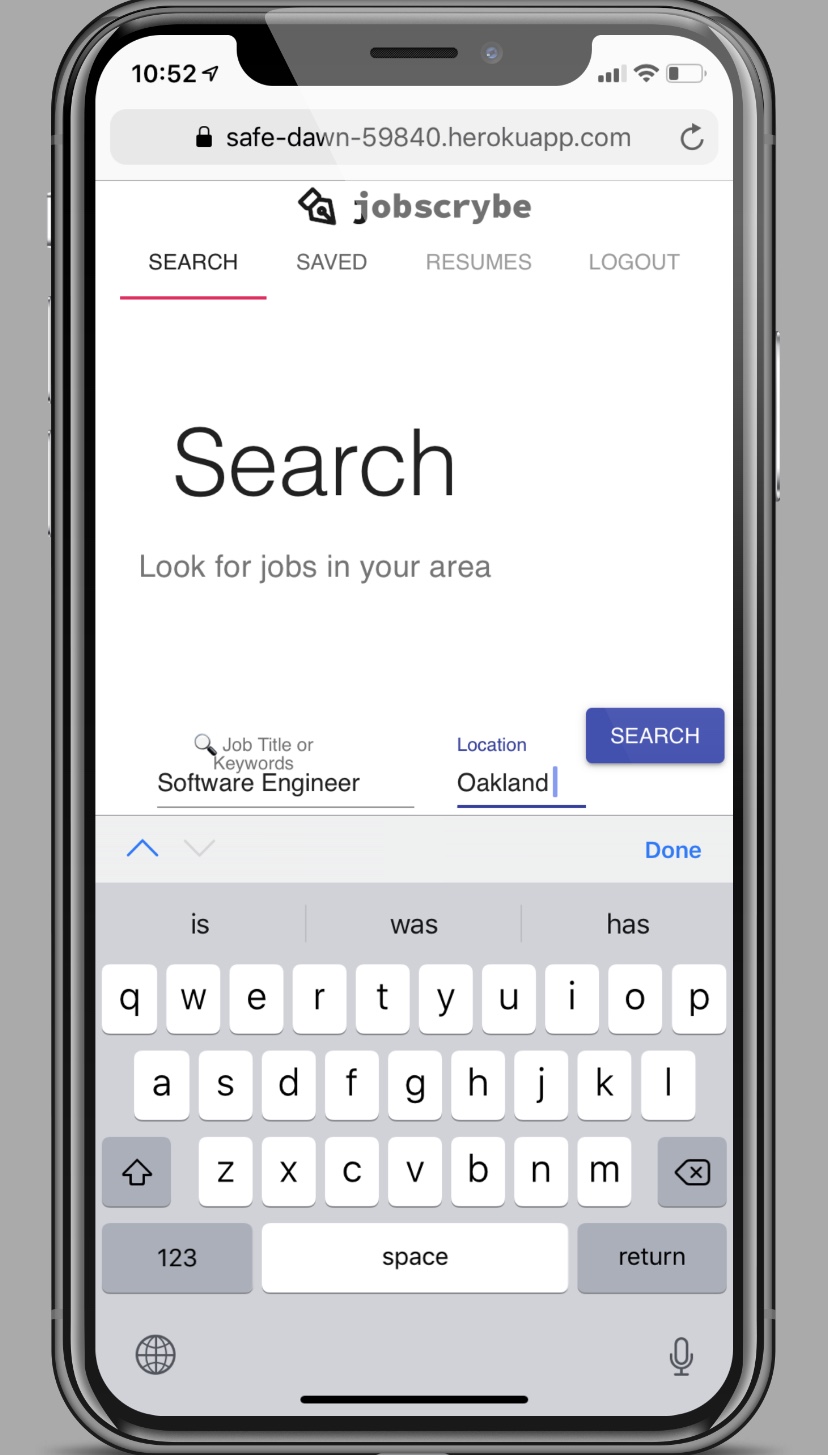 10:52
safe-dawn-59840.herokuapp.com
jobscrybe
SEARCH SAVED RESUMES LOGOUT
Search
Look for jobs in your area
🔍 Job Title or
Keywords
Software Engineer
Location
Oakland
SEARCH
Done
is was has
q w e r t y u i o p
a s d f g h j k l
z x c v b n m
123 space return